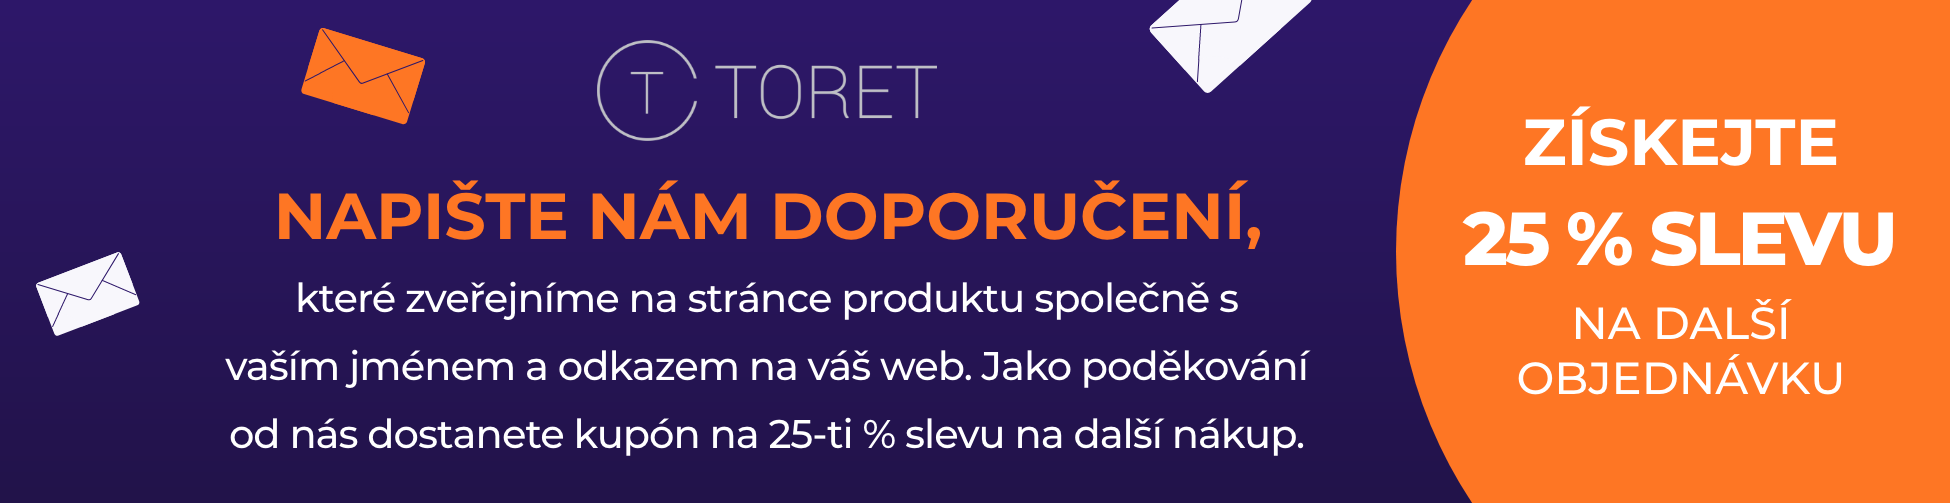 T TORET
NAPIŠTE NÁM DOPORUČENÍ,
které zveřejníme na stránce produktu společně s
vaším jménem a odkazem na váš web. Jako poděkování
od nás dostanete kupón na 25-ti % slevu na další nákup.
ZÍSKEJTE
25 % SLEVU
NA DALŠÍ
OBJEDNÁVKU